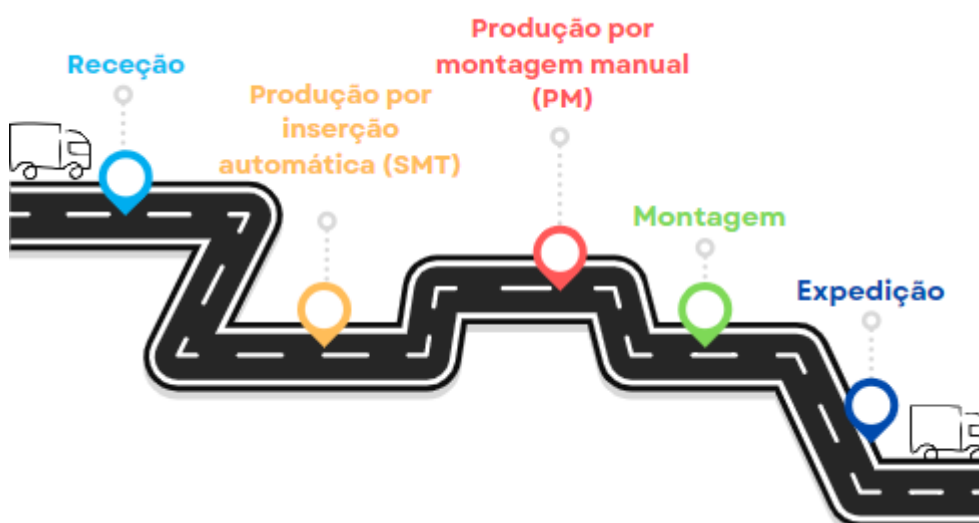 Receção
Produção por
inserção
automática (SMT)
Produção por
montagem manual
(PM)
Montagem
Expedição